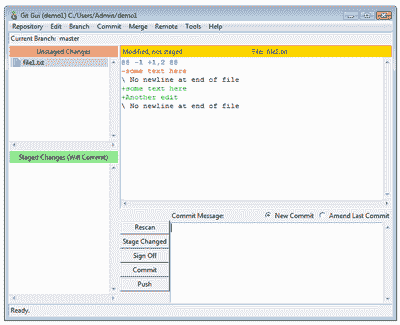 Git Gui (demo1) C:/Users/Admin/demo1
Repository Edit Branch Commit Merge Remote Tools Help
Current Branch: master
Unstaged Changes
file1.txt
Modified, not staged File: file1.txt
@@ -1 +1,2 @@
-some text here
\ No newline at end of file
+some text here
+Another edit
\ No newline at end of file
Staged Changes (Will Commit)
Commit Message: New Commit Amend Last Commit
Rescan
Stage Changed
Sign Off
Commit
Push
Ready.